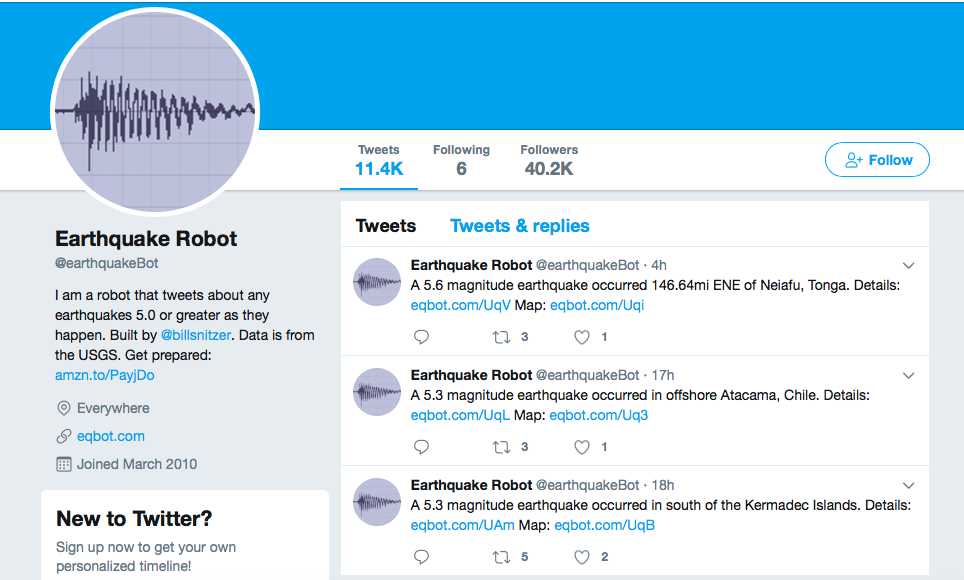 Tweets
11.4K
Following
6
Followers
40.2K
Follow
Earthquake Robot
@earthquakeBot
I am a robot that tweets about any
earthquakes 5.0 or greater as they
happen. Built by @billsnitzer. Data is from
the USGS. Get prepared:
amzn.to/PayjDo
Everywhere
eqbot.com
Joined March 2010
New to Twitter?
Sign up now to get your own
personalized timeline!
Tweets Tweets & replies
Earthquake Robot @earthquakeBot · 4h
A 5.6 magnitude earthquake occurred 146.64mi ENE of Neiafu, Tonga. Details:
eqbot.com/UqV Map: eqbot.com/Uqi
3 1
Earthquake Robot @earthquakeBot · 17h
A 5.3 magnitude earthquake occurred in offshore Atacama, Chile. Details:
eqbot.com/UqL Map: eqbot.com/Uq3
3 1
Earthquake Robot @earthquakeBot · 18h
A 5.3 magnitude earthquake occurred in south of the Kermadec Islands. Details:
eqbot.com/UAm Map: eqbot.com/UqB
5 2